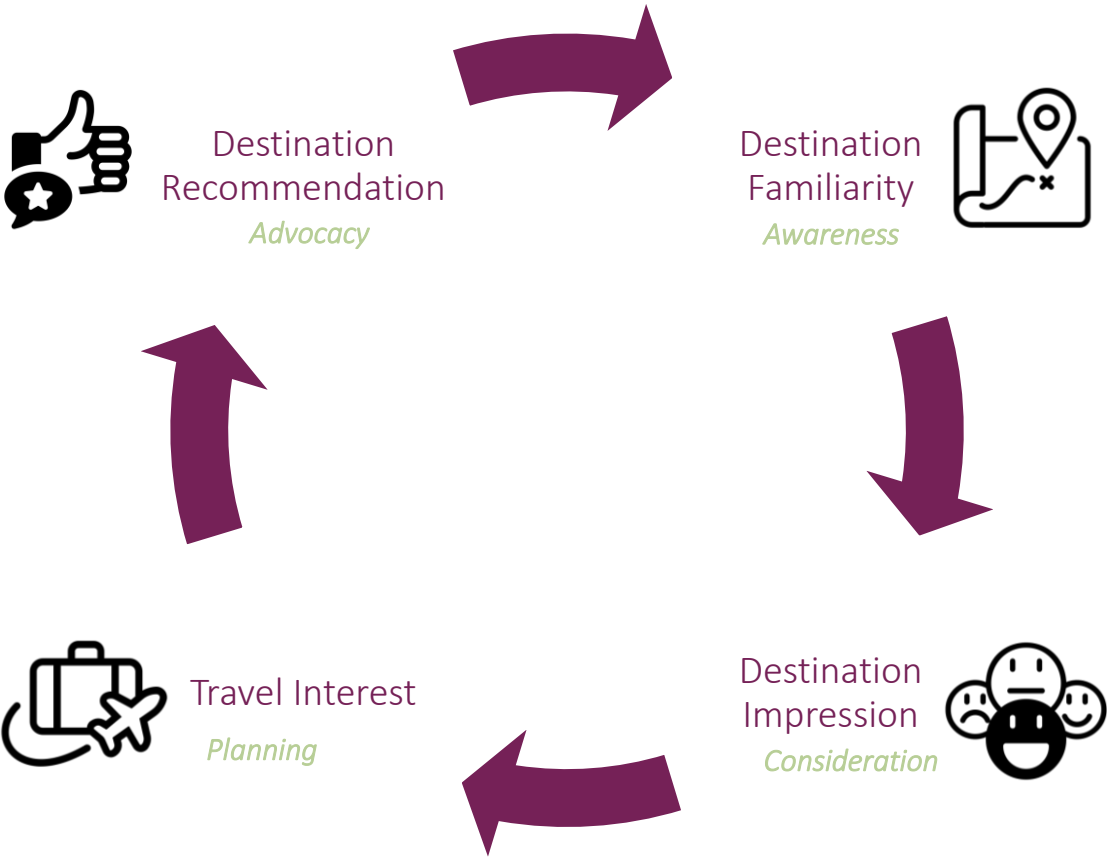 Destination
Recommendation
Advocacy
Destination
Familiarity
Awareness
Travel Interest
Planning
Destination
Impression
Consideration